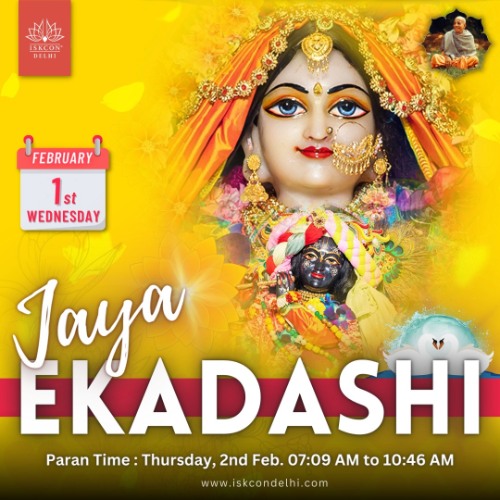 ISKCON
DELHI
FEBRUARY
1st
WEDNESDAY
Jaya
EKADASHI
Paran Time : Thursday, 2nd Feb. 07:09 AM to 10:46 AM
www.iskcondelhi.com